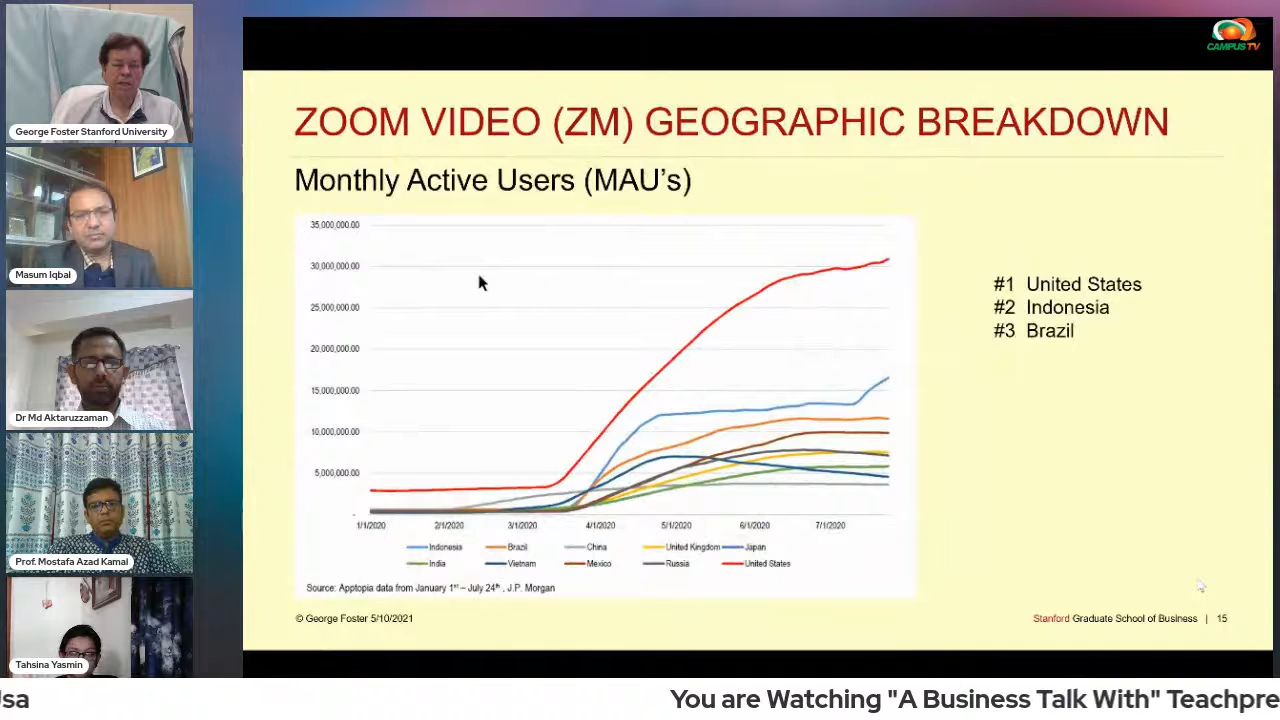 CAMPUS TV
George Foster Stanford University
Masum Iqbal
Dr Md Aktaruzzaman
Prof. Mostafa Azad Kamal
Tahsina Yasmin
ZOOM VIDEO (ZM) GEOGRAPHIC BREAKDOWN
Monthly Active Users (MAU's)
35,000,000.00
30,000,000.00
25,000,000.00
20,000,000.00
15,000,000.00
10,000,000.00
5,000,000.00
-
1/1/2020 2/1/2020 3/1/2020 4/1/2020 5/1/2020 6/1/2020 7/1/2020
Indonesia Brazil China United Kingdom Japan
India Vietnam Mexico Russia United States
Source: Apptopia data from January 1st – July 24th, J.P. Morgan
#1 United States
#2 Indonesia
#3 Brazil
© George Foster 5/10/2021
Stanford Graduate School of Business | 15
Usa You are Watching "A Business Talk With" Teachpre